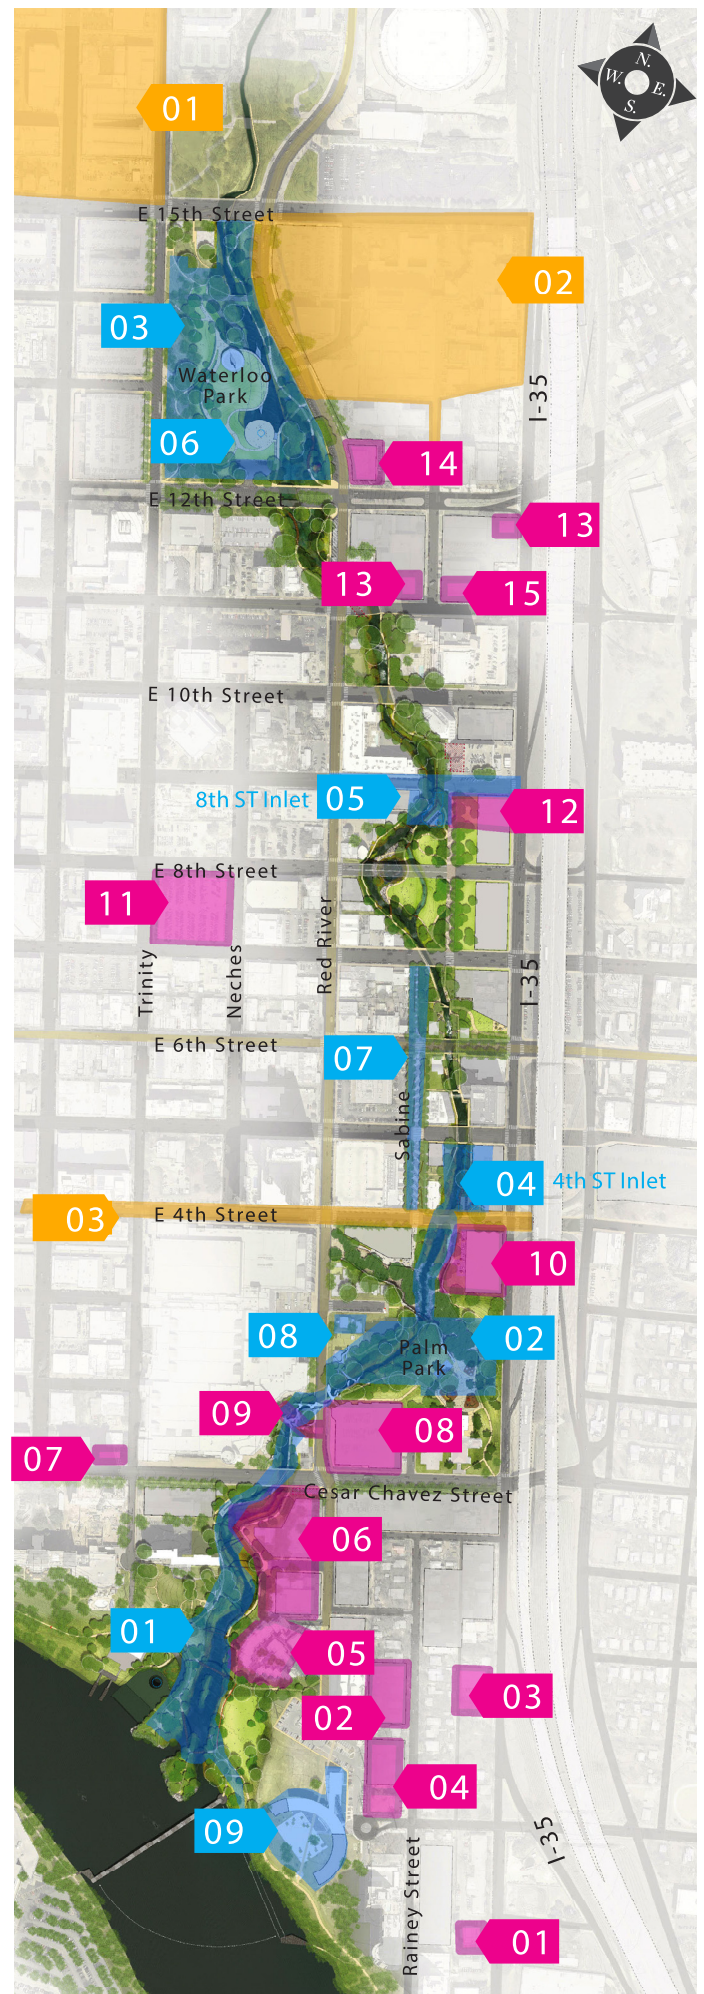 N.
W. E.
S.
01
E 15th Street
02
03
Waterloo
Park
I-35
06
14
E 12th Street
13
13
15
E 10th Street
8th ST Inlet 05
12
E 8th Street
11
Red River
Trinity
Neches
I-35
E 6th Street
07
Sabine
04 4th ST Inlet
03
E 4th Street
10
08
02
Palm
Park
09
08
07
Cesar Chavez Street
06
01
05
03
02
04
09
I-35
Rainey Street
01